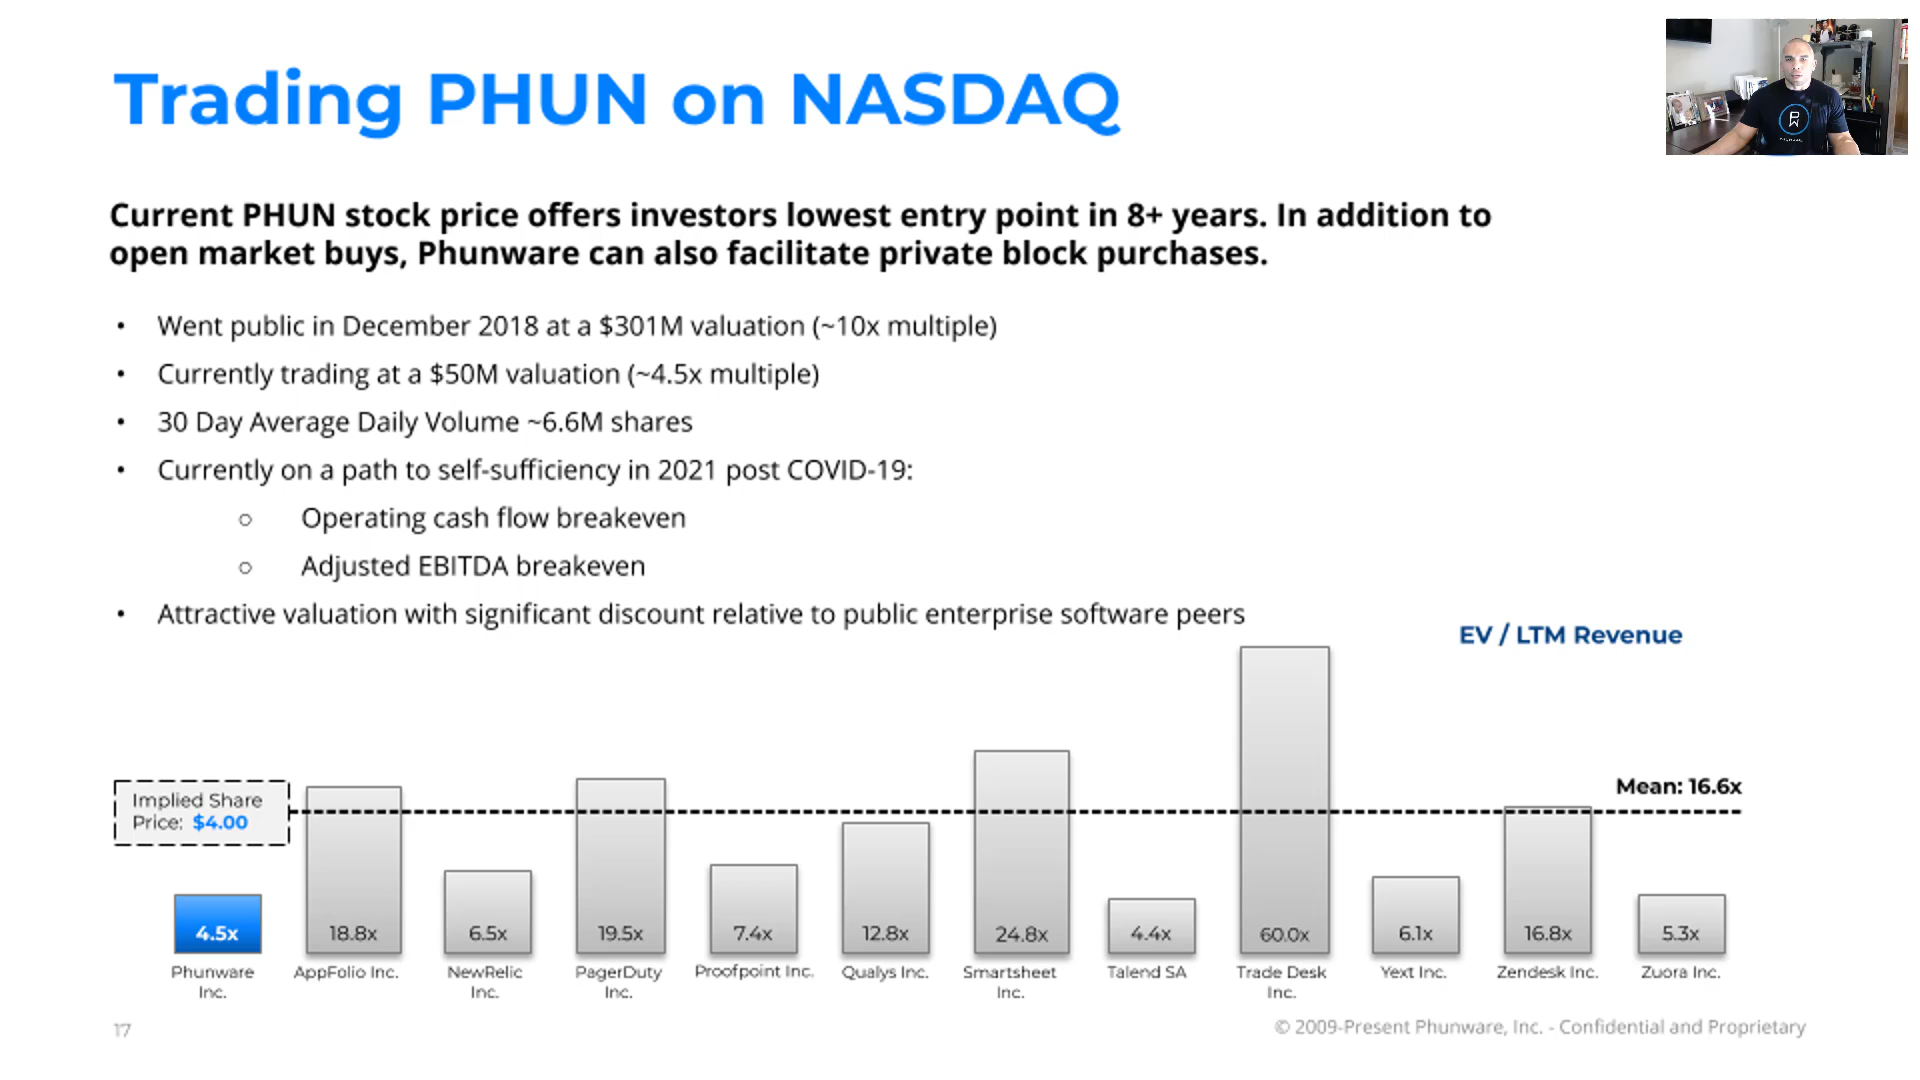 Trading PHUN on NASDAQ
Current PHUN stock price offers investors lowest entry point in 8+ years. In addition to
open market buys, Phunware can also facilitate private block purchases.
• Went public in December 2018 at a $301M valuation (~10x multiple)
• Currently trading at a $50M valuation (~4.5x multiple)
• 30 Day Average Daily Volume ~6.6M shares
• Currently on a path to self-sufficiency in 2021 post COVID-19:
○ Operating cash flow breakeven
○ Adjusted EBITDA breakeven
• Attractive valuation with significant discount relative to public enterprise software peers
EV / LTM Revenue
Mean: 16.6x
Implied Share
Price: $4.00
4.5x 18.8x 6.5x 19.5x 7.4x 12.8x 24.8x 4.4x 60.0x 6.1x 16.8x 5.3x
Phunware AppFolio Inc. NewRelic PagerDuty Proofpoint Inc. Qualys Inc. Smartsheet Talend SA Trade Desk Yext Inc. Zendesk Inc. Zuora Inc.
Inc. Inc. Inc. Inc. Inc.
17
© 2009-Present Phunware, Inc. - Confidential and Proprietary